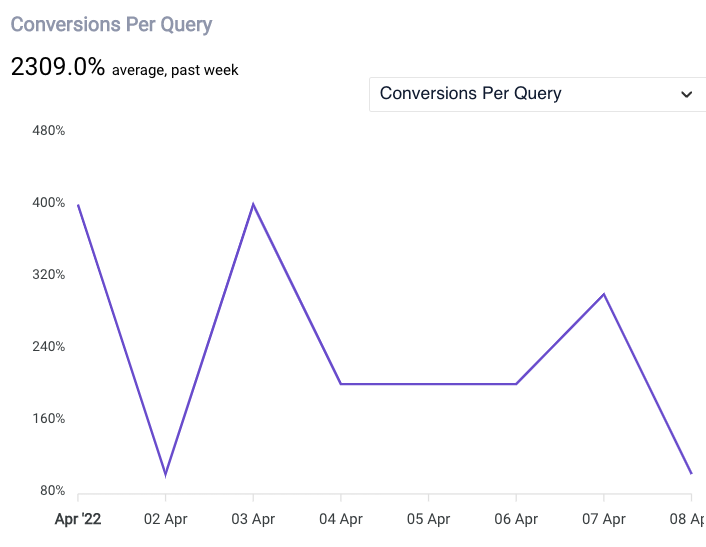 Conversions Per Query
2309.0% average, past week
Conversions Per Query
480%
400%
320%
240%
160%
80%
Apr '22 02 Apr 03 Apr 04 Apr 05 Apr 06 Apr 07 Apr 08 Ap